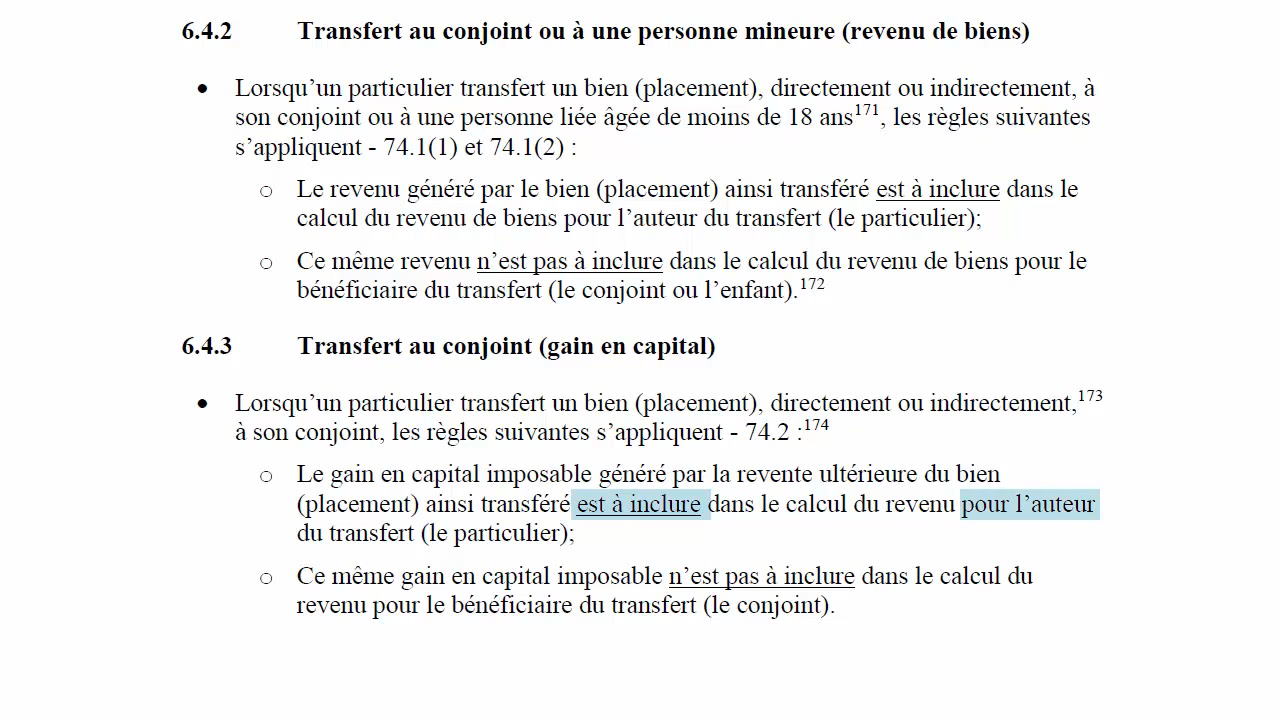 6.4.2 Transfert au conjoint ou à une personne mineure (revenu de biens)
• Lorsqu’un particulier transfert un bien (placement), directement ou indirectement, à
son conjoint ou à une personne liée âgée de moins de 18 ans171, les règles suivantes
s’appliquent - 74.1(1) et 74.1(2) :
o Le revenu généré par le bien (placement) ainsi transféré est à inclure dans le
calcul du revenu de biens pour l’auteur du transfert (le particulier);
o Ce même revenu n’est pas à inclure dans le calcul du revenu de biens pour le
bénéficiaire du transfert (le conjoint ou l’enfant).172
6.4.3 Transfert au conjoint (gain en capital)
• Lorsqu’un particulier transfert un bien (placement), directement ou indirectement,173
à son conjoint, les règles suivantes s’appliquent - 74.2 :174
o Le gain en capital imposable généré par la revente ultérieure du bien
(placement) ainsi transféré est à inclure dans le calcul du revenu pour l’auteur
du transfert (le particulier);
o Ce même gain en capital imposable n’est pas à inclure dans le calcul du
revenu pour le bénéficiaire du transfert (le conjoint).